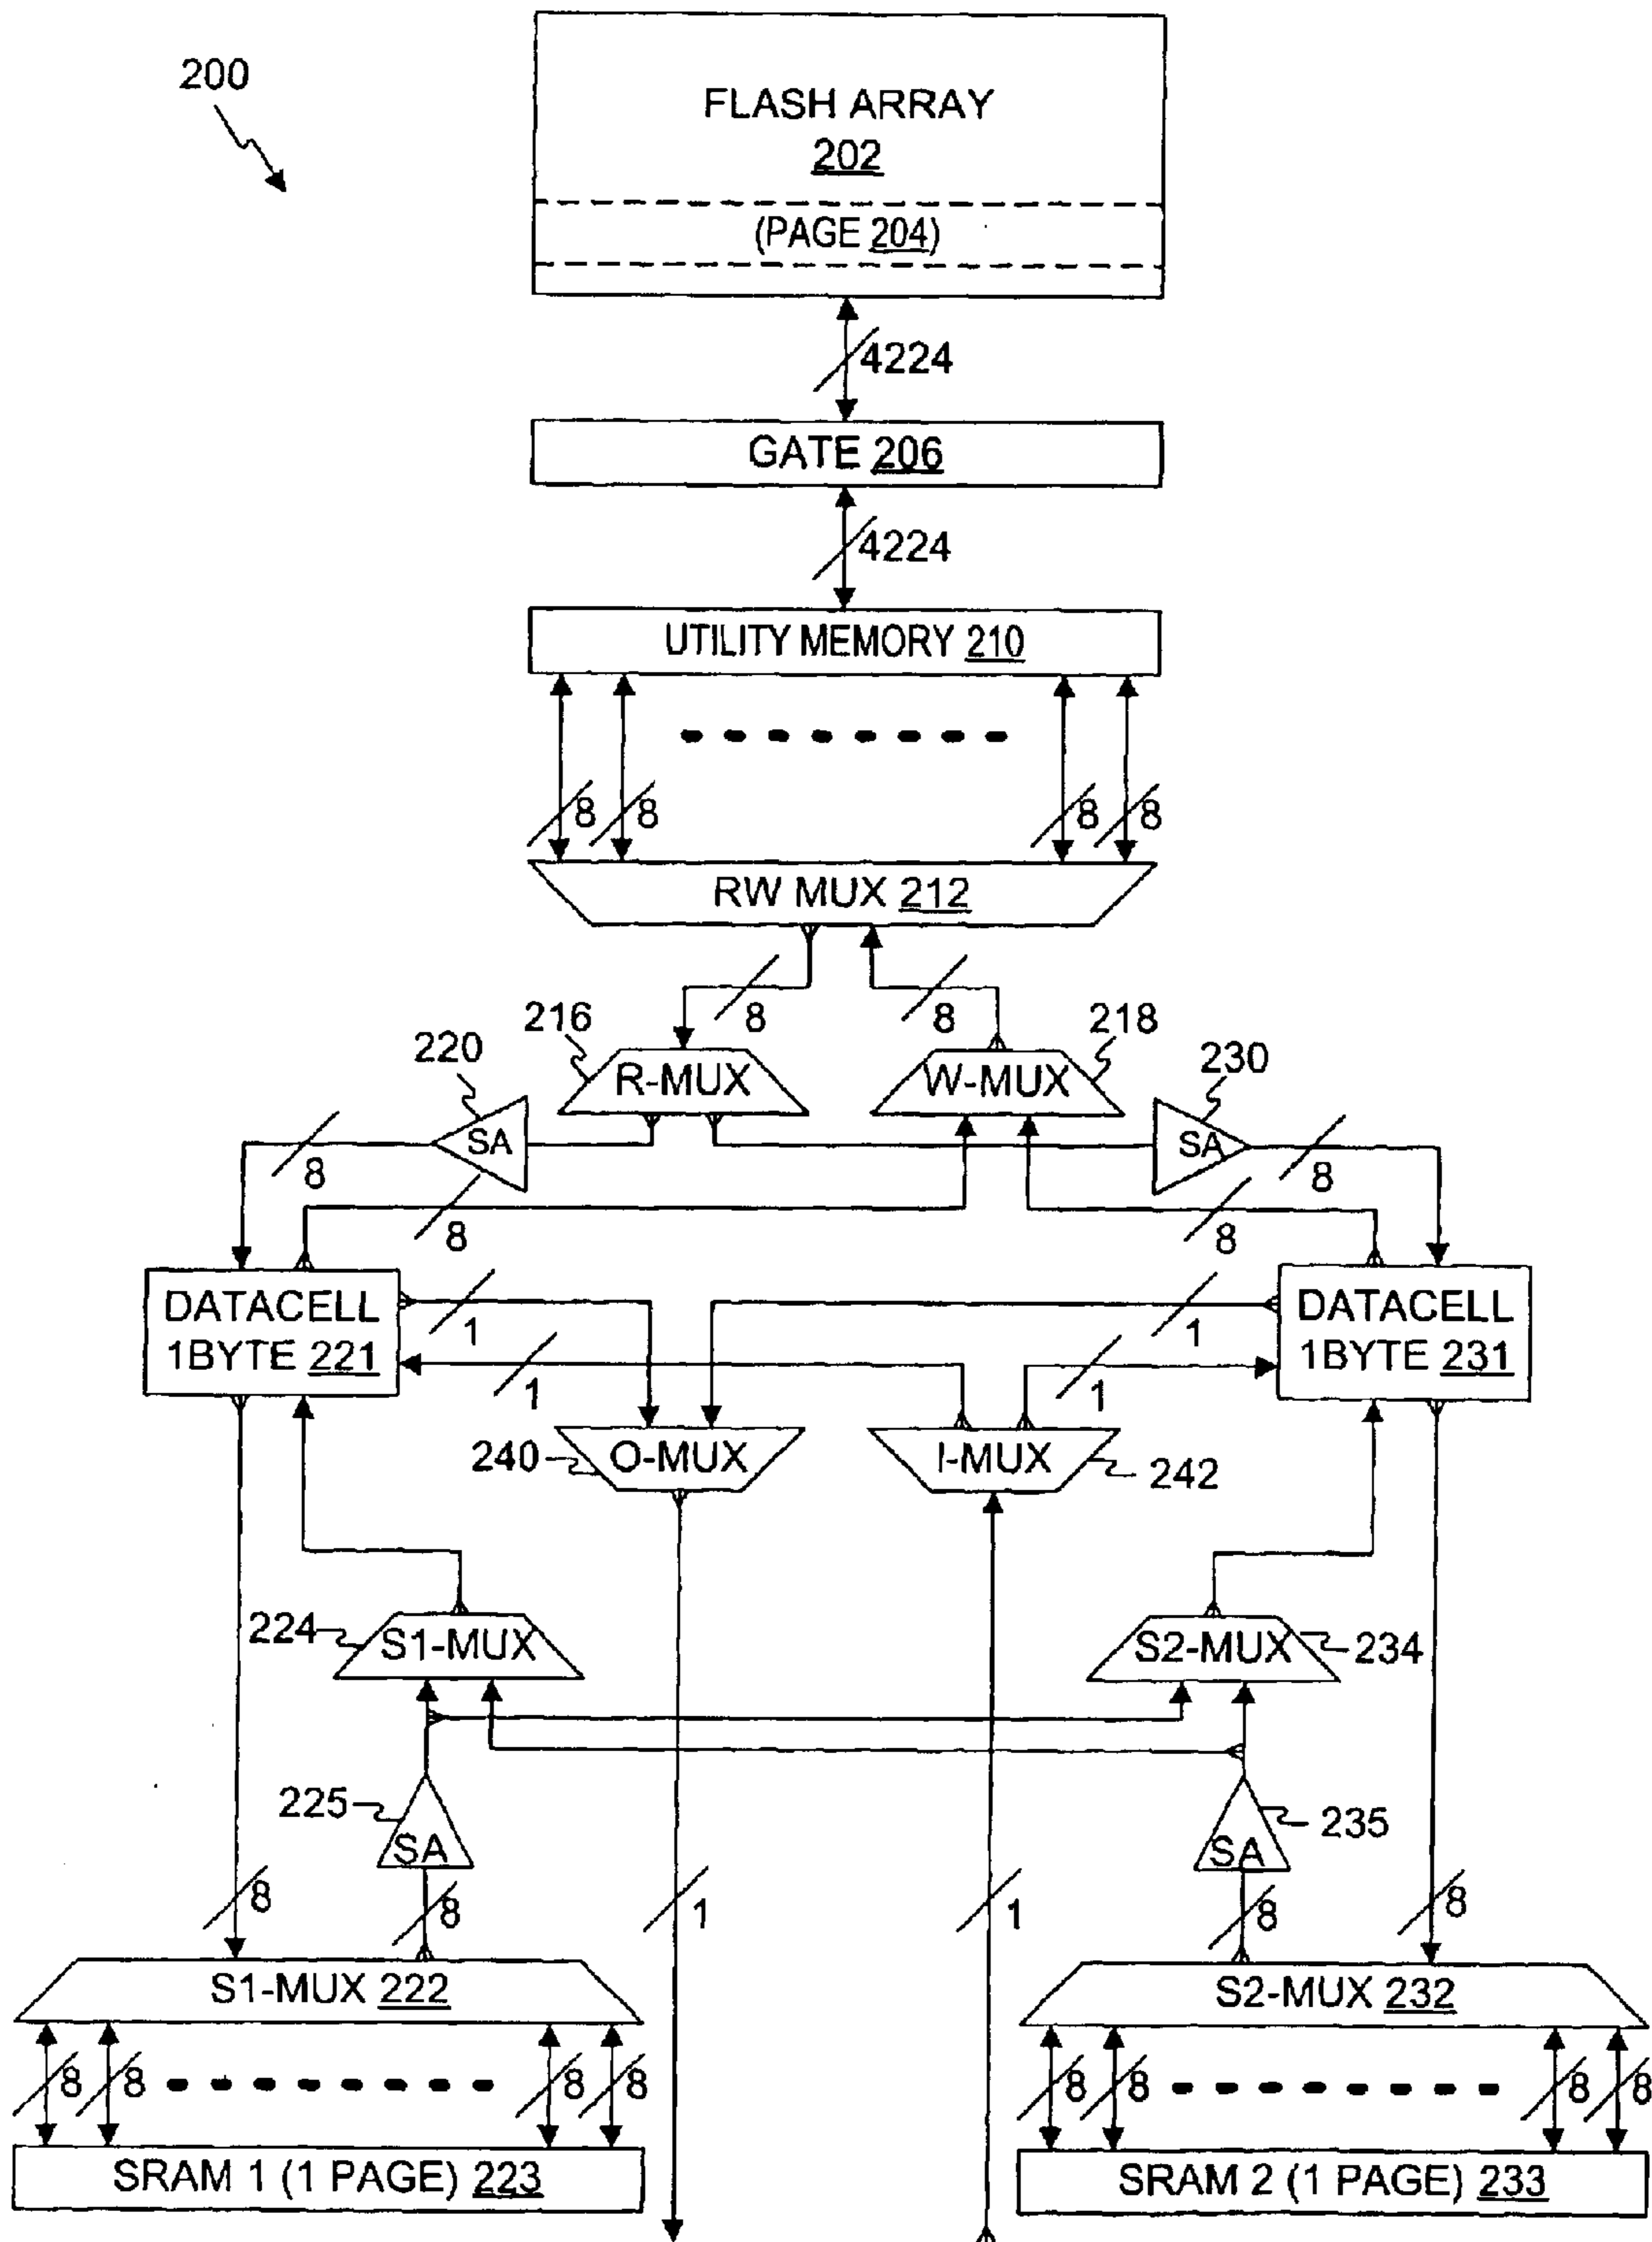 200
FLASH ARRAY
202
(PAGE 204)
4224
GATE 206
4224
UTILITY MEMORY 210
8 8 8 8
RW MUX 212
8 8
216 218
220 230
R-MUX W-MUX
SA SA
8 8
8 8
DATACELL
1BYTE 221
DATACELL
1BYTE 231
1 1
1 1
240 O-MUX I-MUX 242
224 S1-MUX S2-MUX 234
225 SA SA 235
8 8 1 1 8 8
S1-MUX 222 S2-MUX 232
8 8 8 8 8 8 8 8
SRAM 1 (1 PAGE) 223 SRAM 2 (1 PAGE) 233